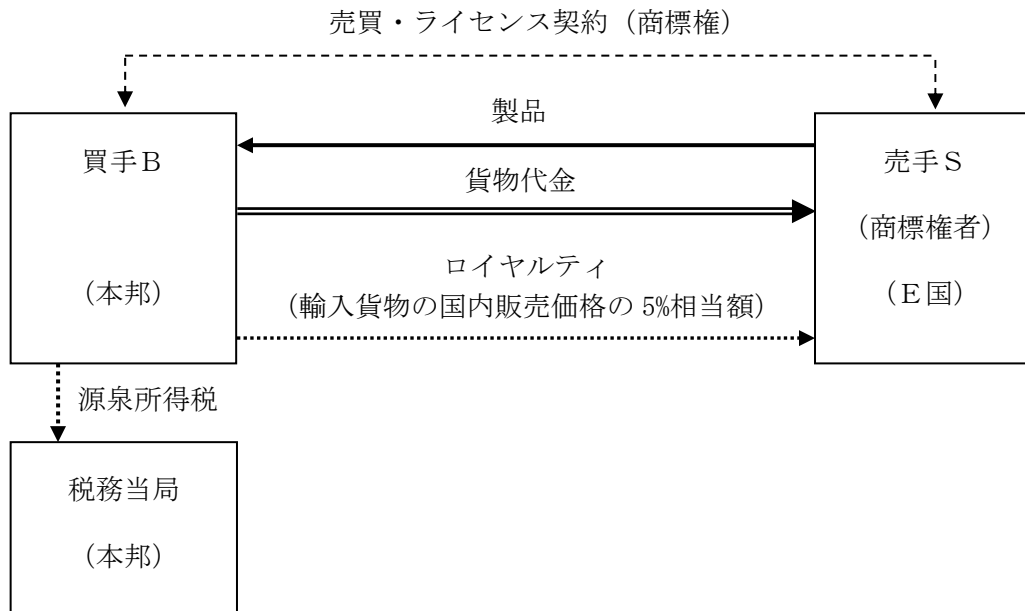 売買・ライセンス契約（商標権）
製品
買手Ｂ
売手Ｓ
貨物代金
（商標権者）
ロイヤルティ
（本邦）
（輸入貨物の国内販売価格の 5%相当額）
（Ｅ国）
源泉所得税
税務当局
（本邦）